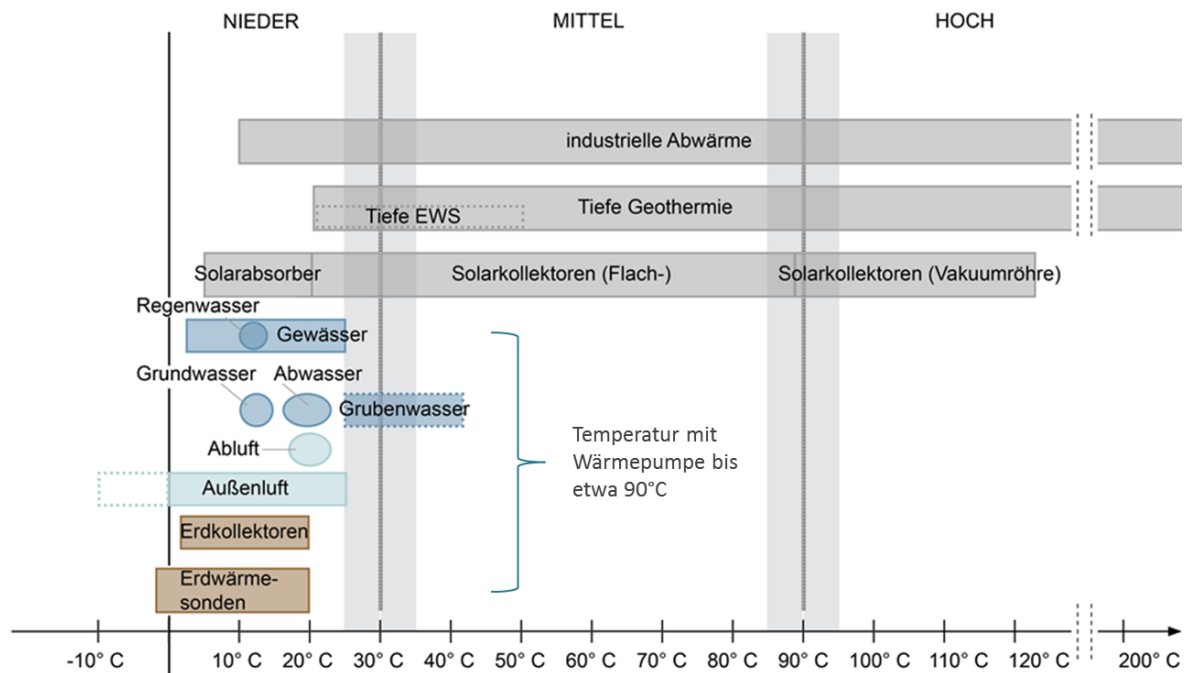 NIEDER
MITTEL
HOCH
industrielle Abwärme
Tiefe EWS
Tiefe Geothermie
Solarabsorber
Solarkollektoren (Flach-)
Solarkollektoren (Vakuumröhre)
Regenwasser
Gewässer
Grundwasser
Abwasser
Grubenwasser
Abluft
Außenluft
Erdkollektoren
Erdwärme-
sonden
Temperatur mit
Wärmepumpe bis
etwa 90°C
-10° C
10° C
20° C
30° C
40° C
50° C
60° C
70° C
80° C
90° C
100° C
110° C
120° C
200° C